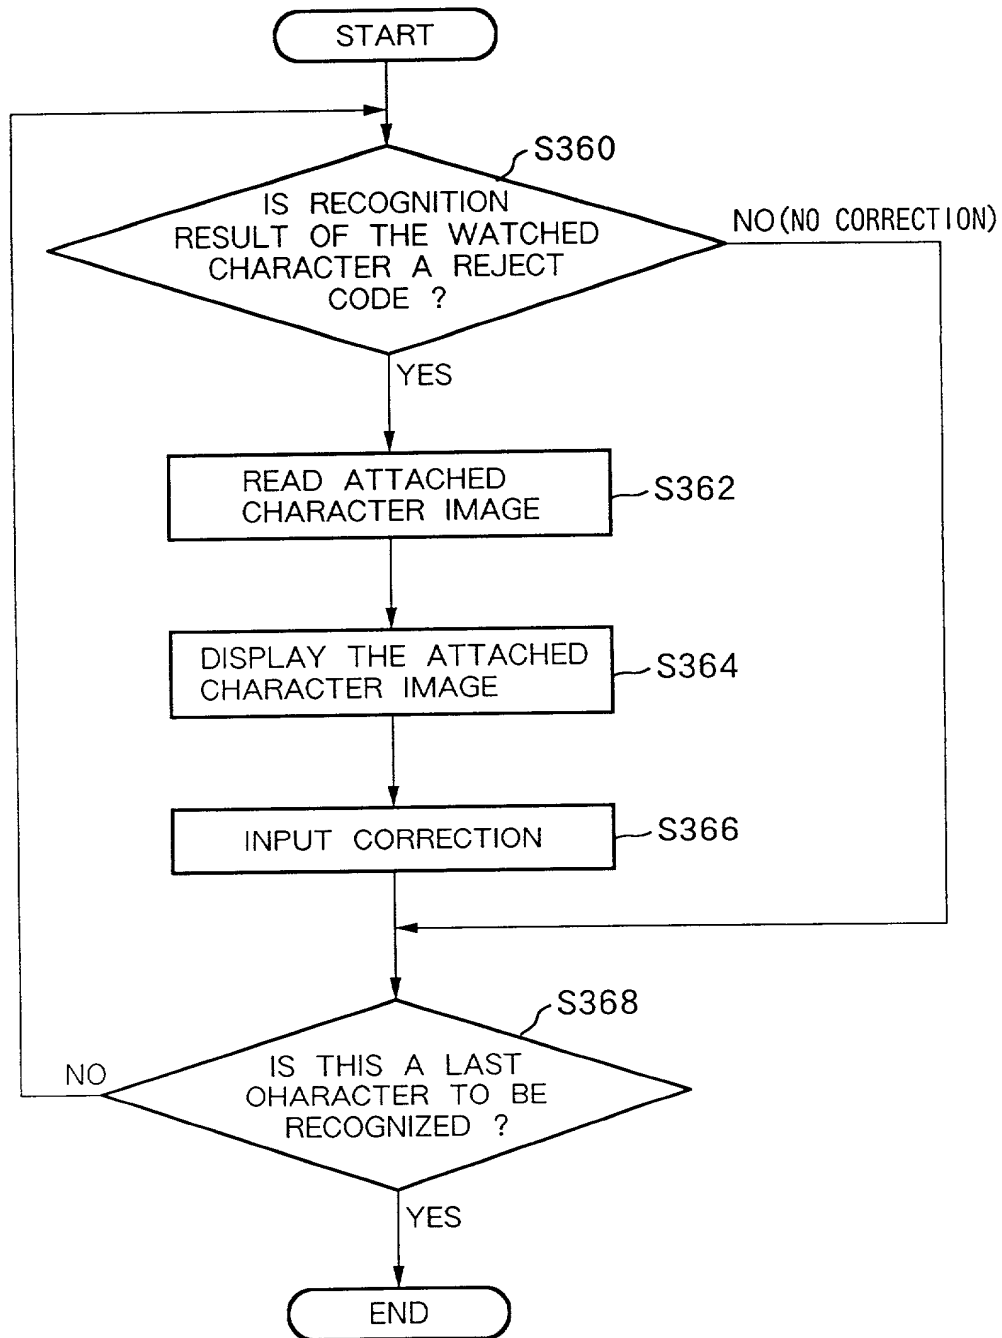 START
S360
IS RECOGNITION
RESULT OF THE WATCHED
CHARACTER A REJECT
CODE ?
NO(NO CORRECTION)
YES
READ ATTACHED
CHARACTER IMAGE
S362
DISPLAY THE ATTACHED
CHARACTER IMAGE
S364
INPUT CORRECTION
S366
S368
IS THIS A LAST
OHARACTER TO BE
RECOGNIZED ?
NO
YES
END